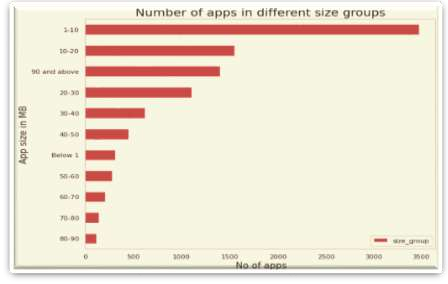 Number of apps in different size groups
App size in MB
1-10
10-20
90 and above
20-30
30-40
40-50
Below 1
50-60
60-70
70-80
80-90
size_group
0 500 1000 1500 2000 2500 3000 3500
No of apps